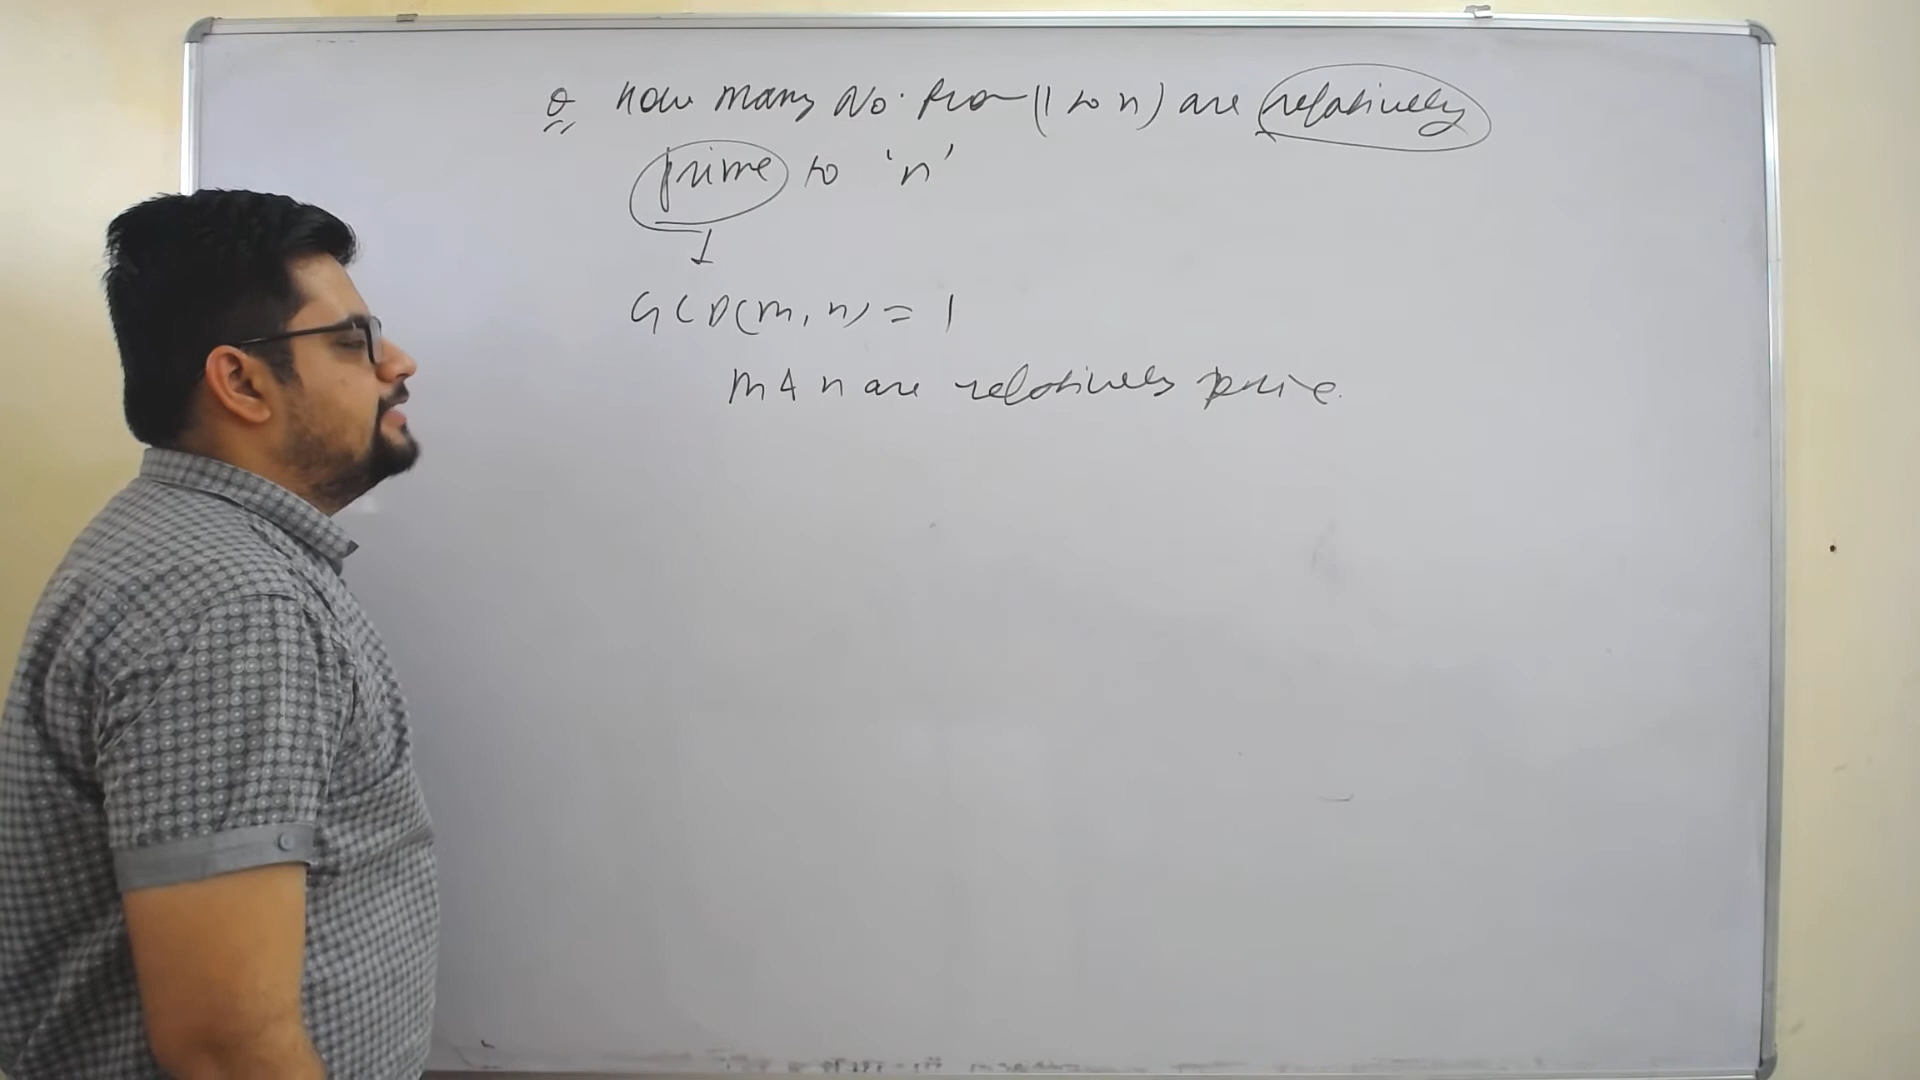 Q How many No. from (1 to n) are relatively
prime to 'n'
↓
GCD(m, n) = 1
m & n are relatively prime.